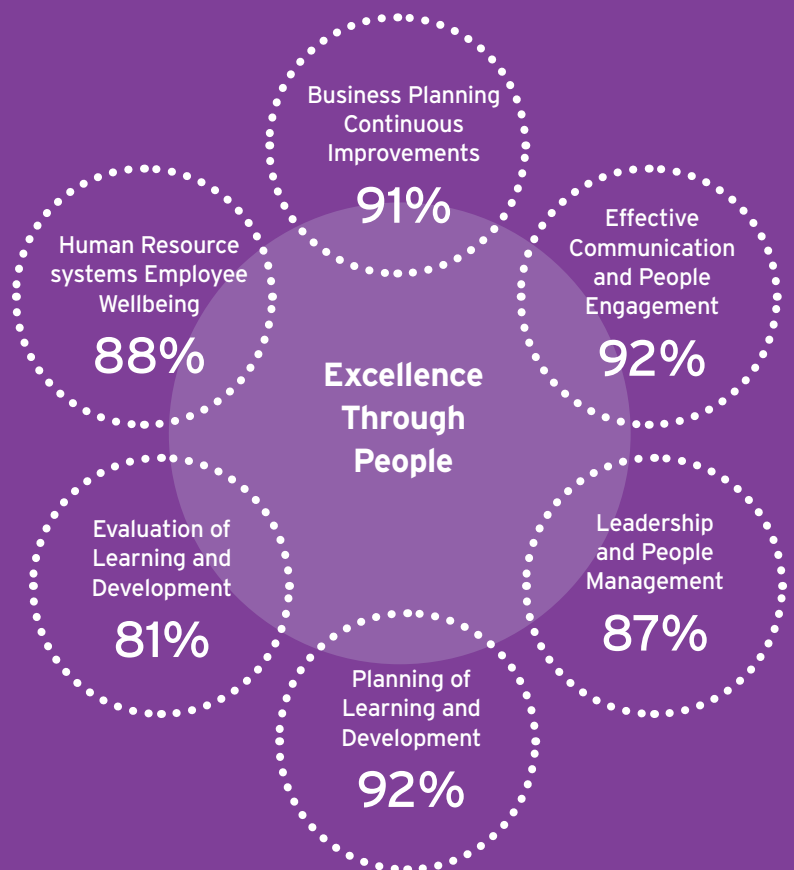 Business Planning
Continuous
Improvements
91%
Effective
Communication
and People
Engagement
92%
Human Resource
systems Employee
Wellbeing
88%
Excellence
Through
People
Evaluation of
Learning and
Development
81%
Leadership
and People
Management
87%
Planning of
Learning and
Development
92%